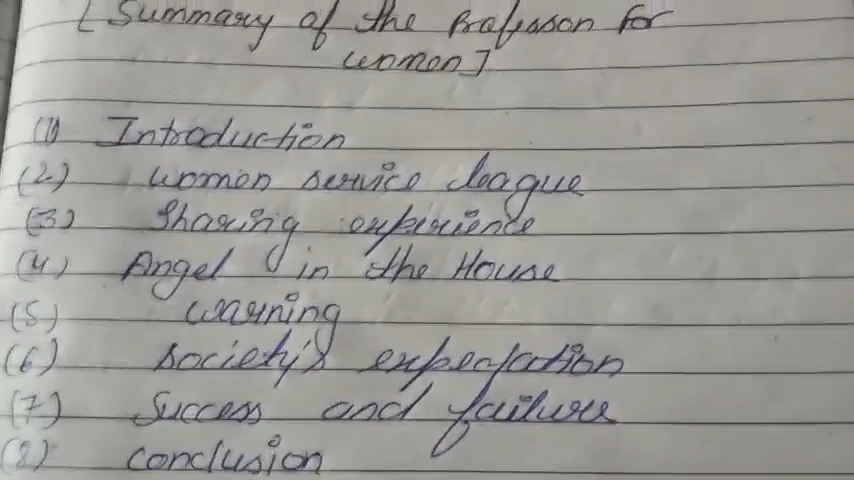 [Summary of the Profession for
women]
(1) Introduction
(2) women service league
(3) Sharing experience
(4) Angel in the House
(5) warning
(6) society's expectation
(7) Success and failure
(8) conclusion